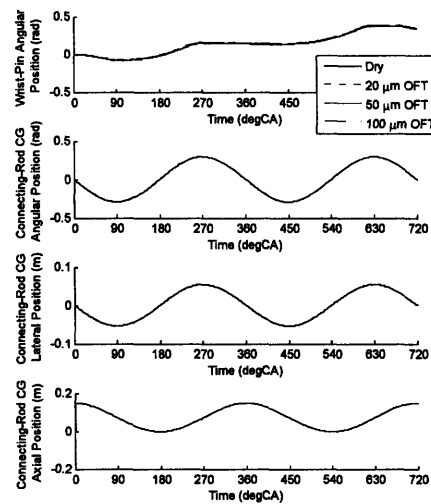 Wrist-Pin Angular
Position (rad)
0.5
0
-0.5
0 90 180 270 360 450
Time (degCA)
Dry
20 μm OFT
50 μm OFT
100 μm OFT
Connecting-Rod CG
Angular Position (rad)
0.5
0
-0.5
0 90 180 270 360 450 540 630 720
Time (degCA)
Connecting-Rod CG
Lateral Position (m)
0.1
0
-0.1
0 90 180 270 360 450 540 630 720
Time (degCA)
Connecting-Rod CG
Axial Position (m)
0.2
0
-0.2
0 90 180 270 360 450 540 630 720
Time (degCA)